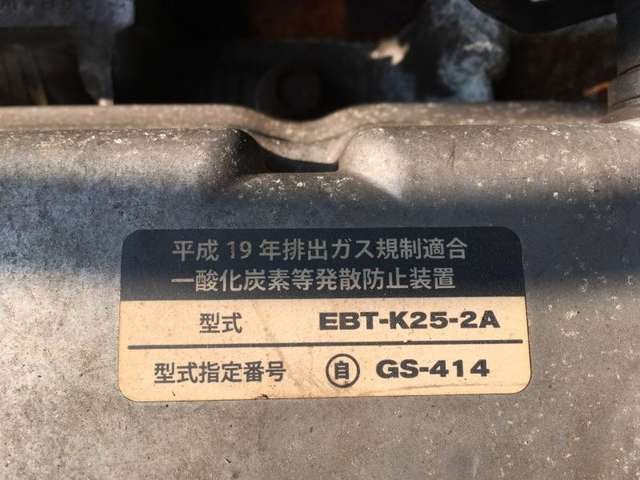 平成19年排出ガス規制適合
一酸化炭素等発散防止装置
型式 EBT-K25-2A
型式指定番号 �
自 GS-414